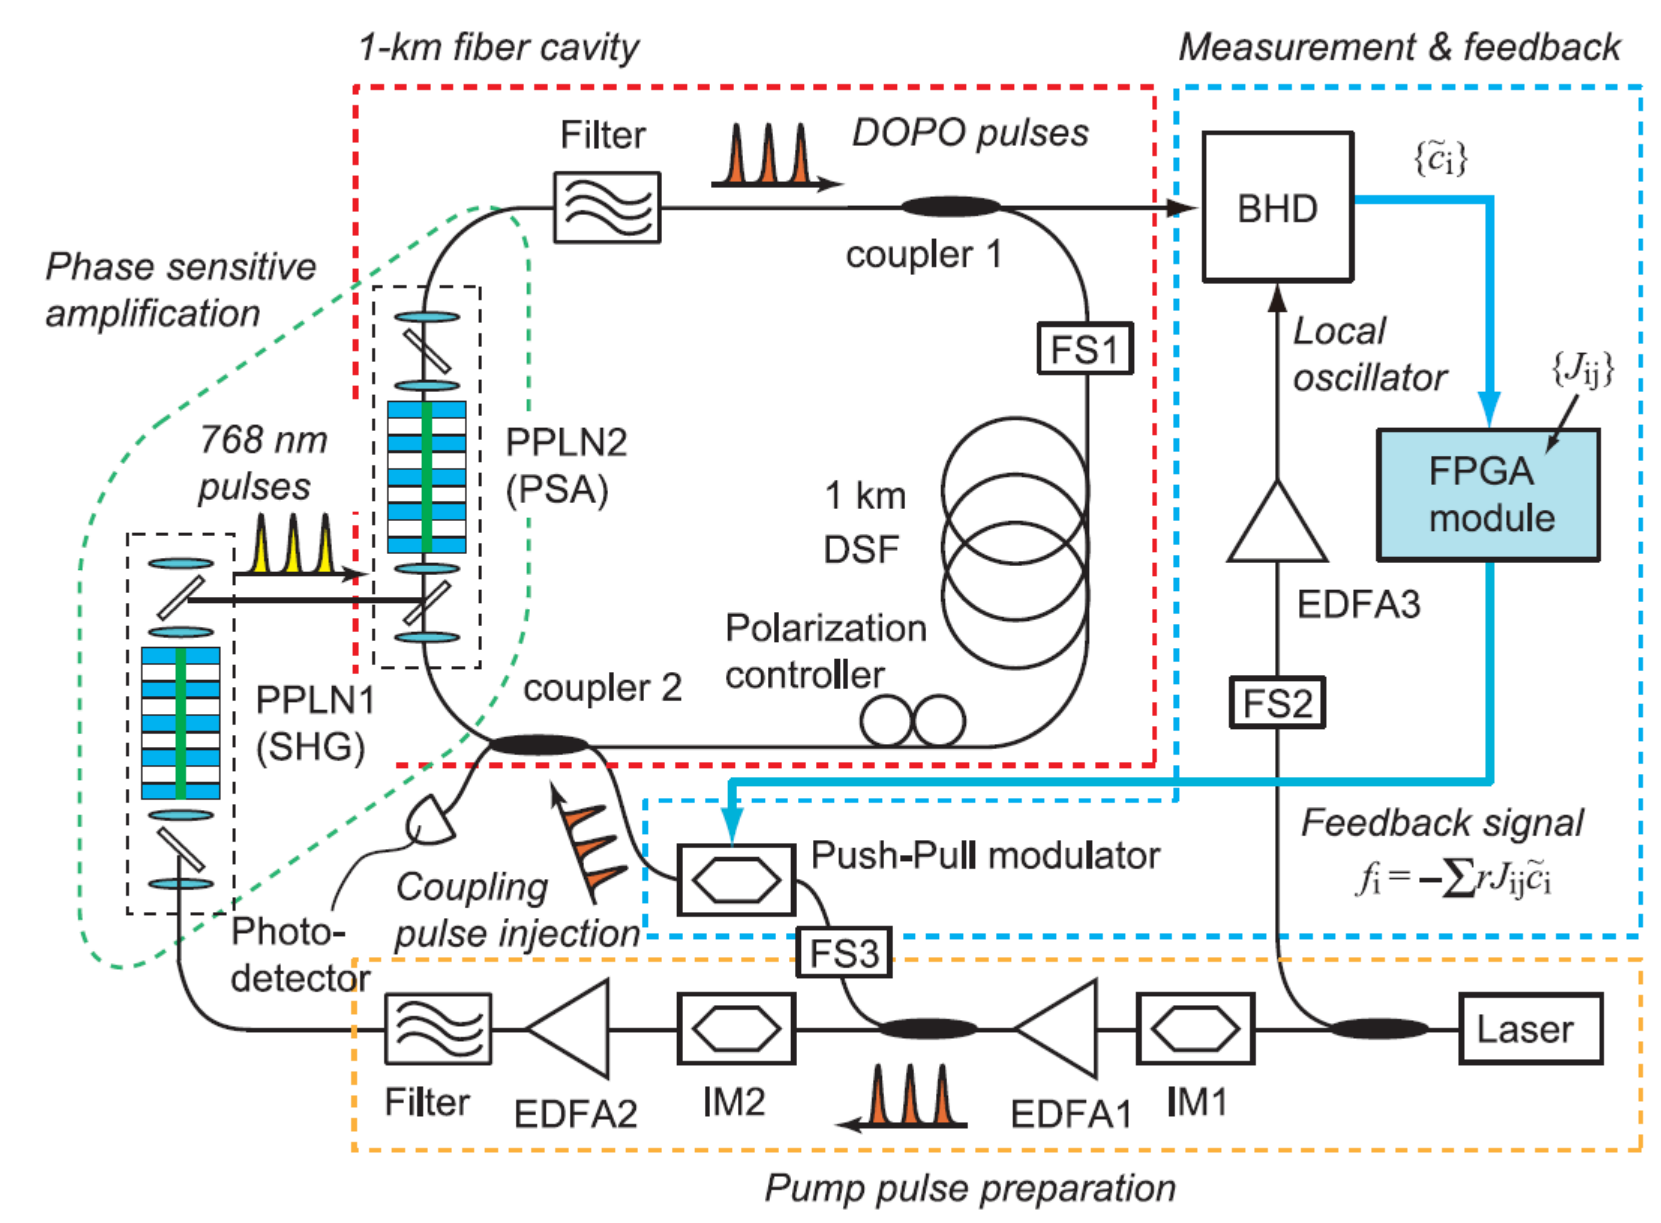 1-km fiber cavity
Measurement & feedback
Filter
DOPO pulses
{c̃i}
BHD
coupler 1
Phase sensitive
amplification
FS1
Local
oscillator
{Jij}
768 nm
pulses
PPLN2
(PSA)
1 km
DSF
FPGA
module
EDFA3
Polarization
controller
coupler 2
PPLN1
(SHG)
FS2
Feedback signal
fi = −∑rJijc̃i
Push-Pull modulator
Coupling
pulse injection
Photo-
detector
FS3
Laser
Filter
EDFA2
IM2
EDFA1
IM1
Pump pulse preparation